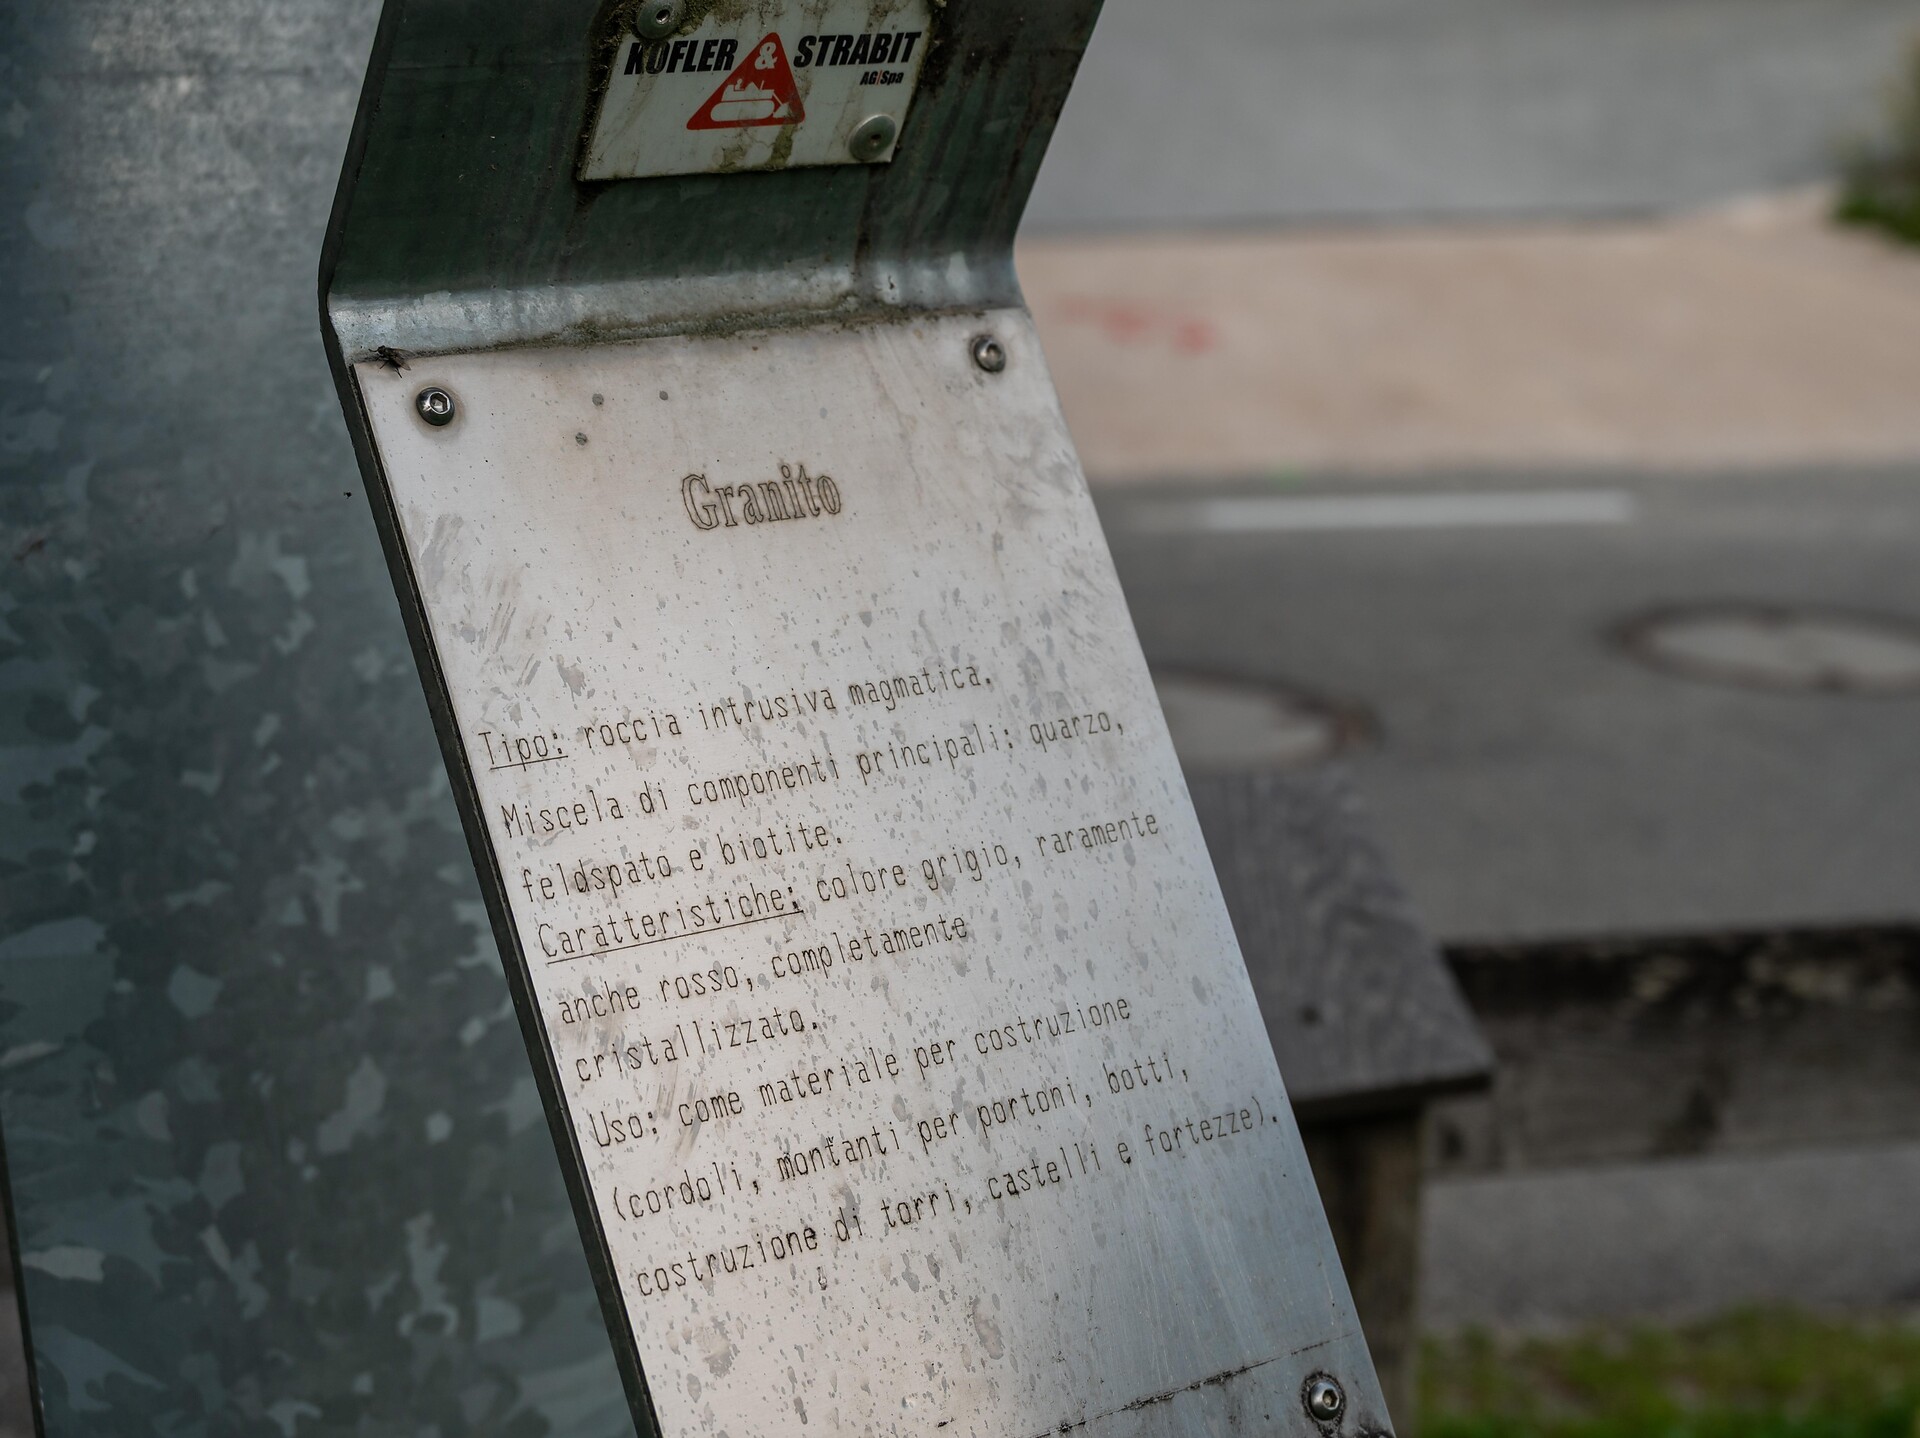 KOFLER & STRABIT
AG/Spa
Granito
Tipo: roccia intrusiva magmatica.
Miscela di componenti principali: quarzo,
feldspato e biotite.
Caratteristiche: colore grigio, raramente
anche rosso, completamente
cristallizzato.
Uso: come materiale per costruzione
(cordoli, montanti per portoni, botti,
costruzione di torri, castelli e fortezze).